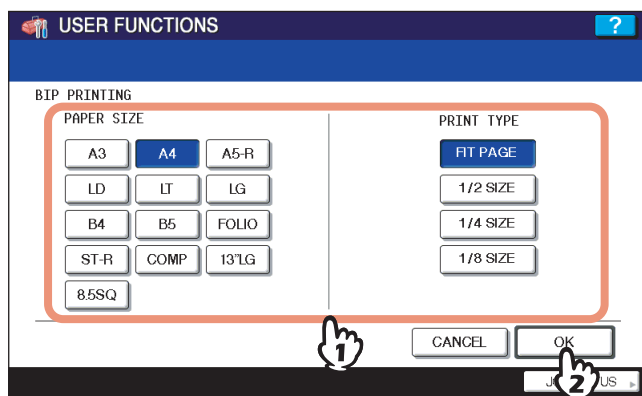 USER FUNCTIONS
?
BIP PRINTING
PAPER SIZE
PRINT TYPE
A3 A4 A5-R
FIT PAGE
LD LT LG
1/2 SIZE
B4 B5 FOLIO
1/4 SIZE
ST-R COMP 13"LG
1/8 SIZE
8.5SQ
1
CANCEL OK
2